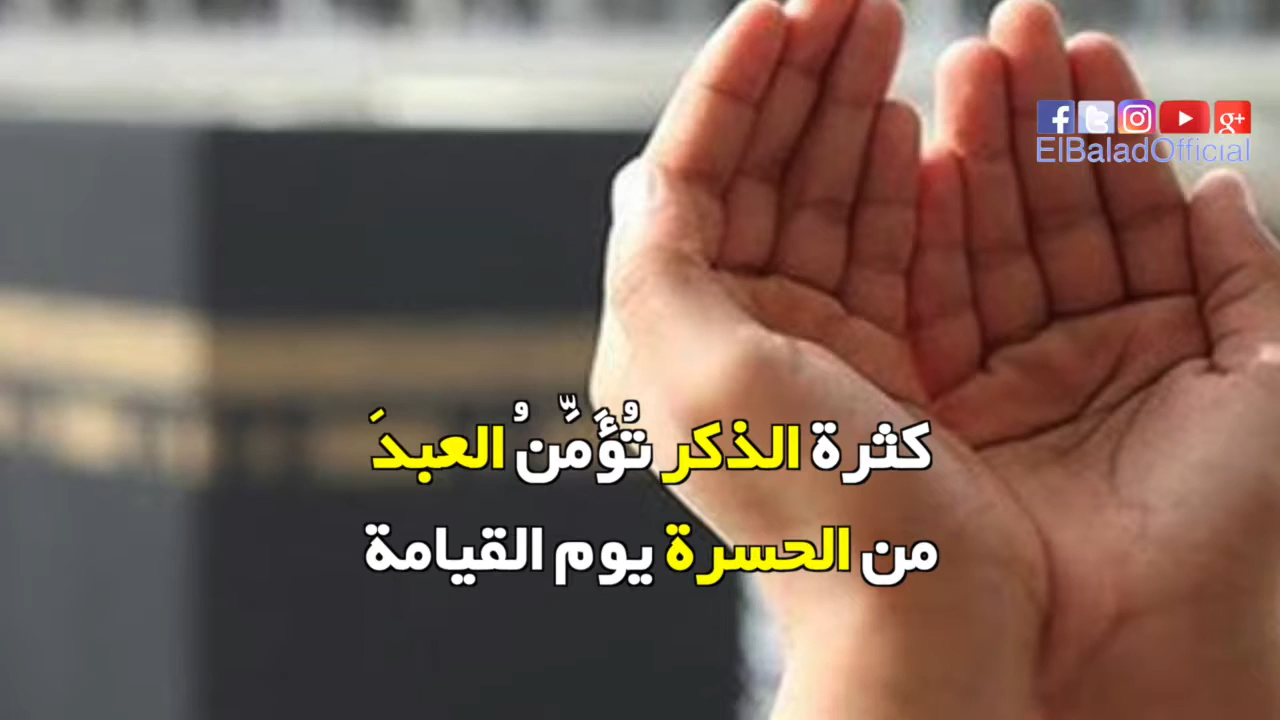 ElBaladOfficial
كثرة الذكر تُؤَمِّنُ العبدَ
من الحسرة يوم القيامة